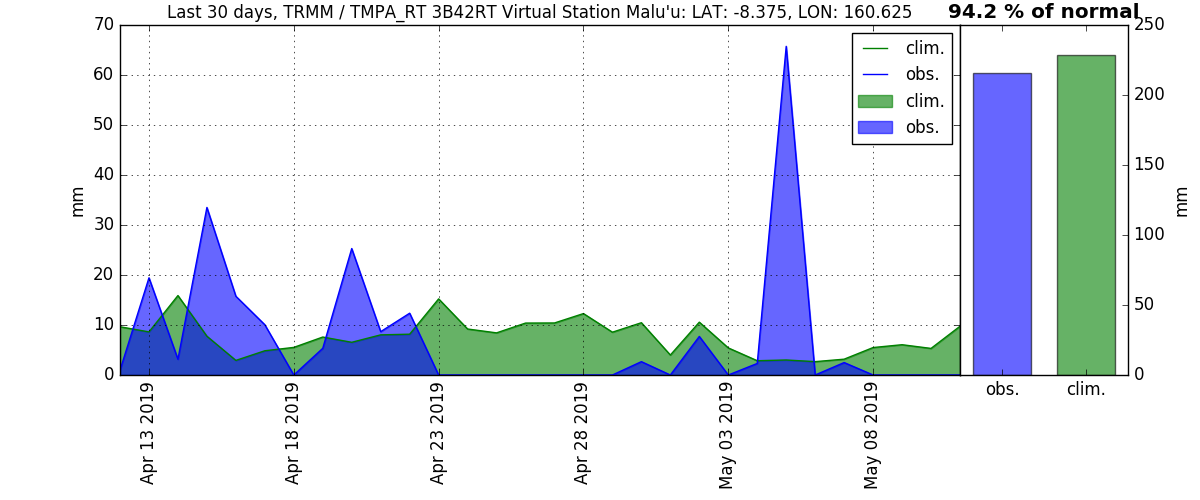 Last 30 days, TRMM / TMPA_RT 3B42RT Virtual Station Malu'u: LAT: -8.375, LON: 160.625
94.2 % of normal
70
60
50
40
30
20
10
0
mm
clim.
obs.
clim.
obs.
Apr 13 2019
Apr 18 2019
Apr 23 2019
Apr 28 2019
May 03 2019
May 08 2019
250
200
150
100
50
0
mm
obs.
clim.